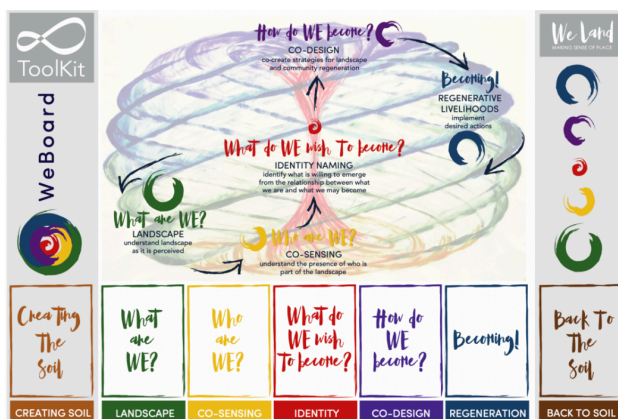 ToolKit
WeBoard
We Land
MAKING SENSE OF PLACE
How do WE become?
CO-DESIGN
co-create strategies for landscape
and community regeneration
Becoming!
REGENERATIVE
LIVELIHOODS
implement
desired actions
What do WE wish To become?
IDENTITY NAMING
identify what is willing to emerge
from the relationship between what
we are and what we may become
What are WE?
LANDSCAPE
understand landscape
as it is perceived
Who are WE?
CO-SENSING
understand the presence of who is
part of the landscape
Creating
The
Soil
CREATING SOIL
What
are
WE?
LANDSCAPE
Who
are
WE?
CO-SENSING
What do
WE wish
To become?
IDENTITY
How do
WE
become?
CO-DESIGN
Becoming!
REGENERATION
Back To
The
Soil
BACK TO SOIL